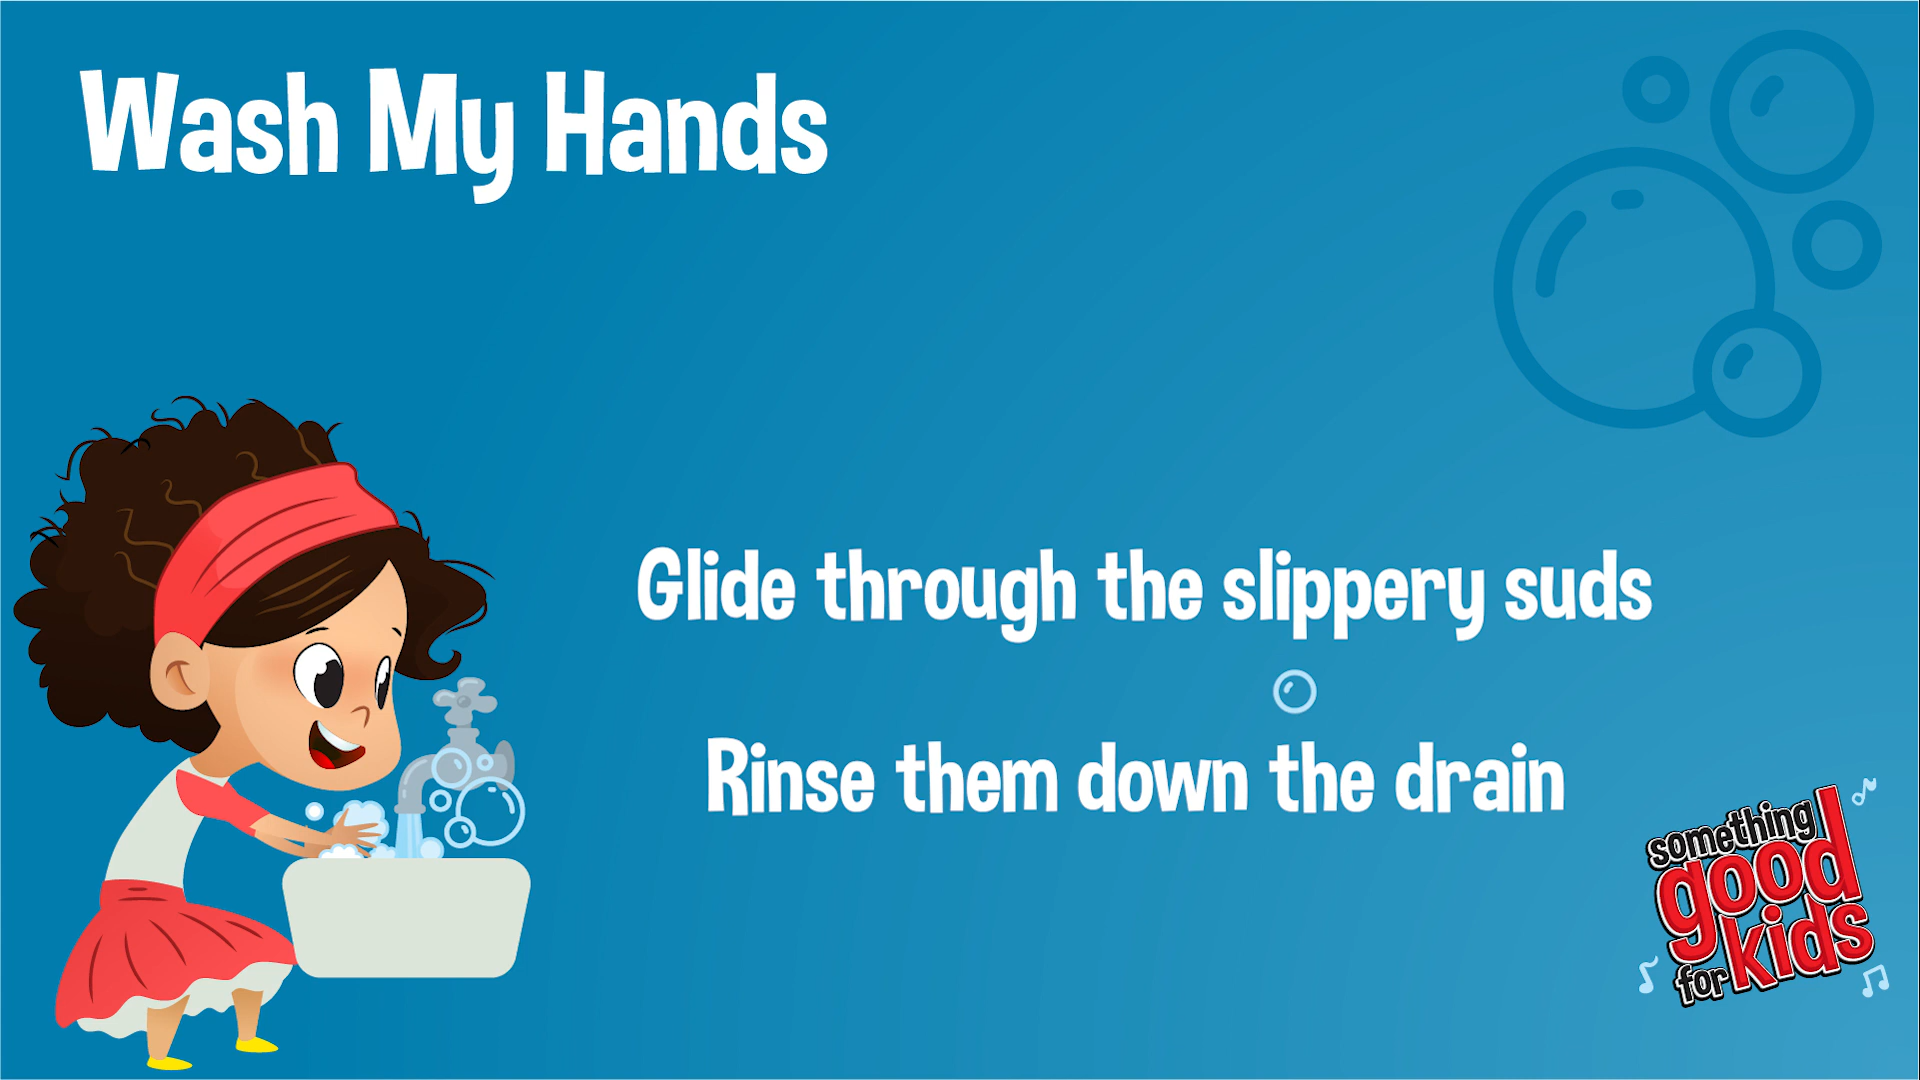 Wash My Hands
Glide through the slippery suds
Rinse them down the drain
something
good
for kids